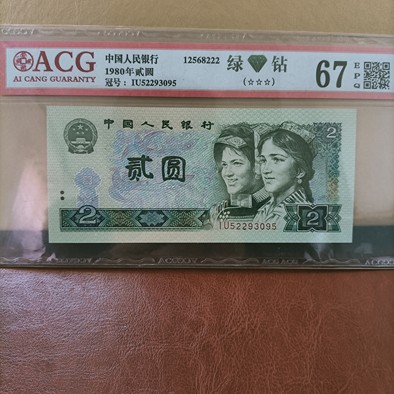 ACG
AI CANG GUARANTY
中国人民银行
1980年贰圆
冠号: IU52293095
12568222
绿 钻
(☆☆☆)
67
E
P
Q
中国人民银行
2
贰圆
2
2
IU52293095